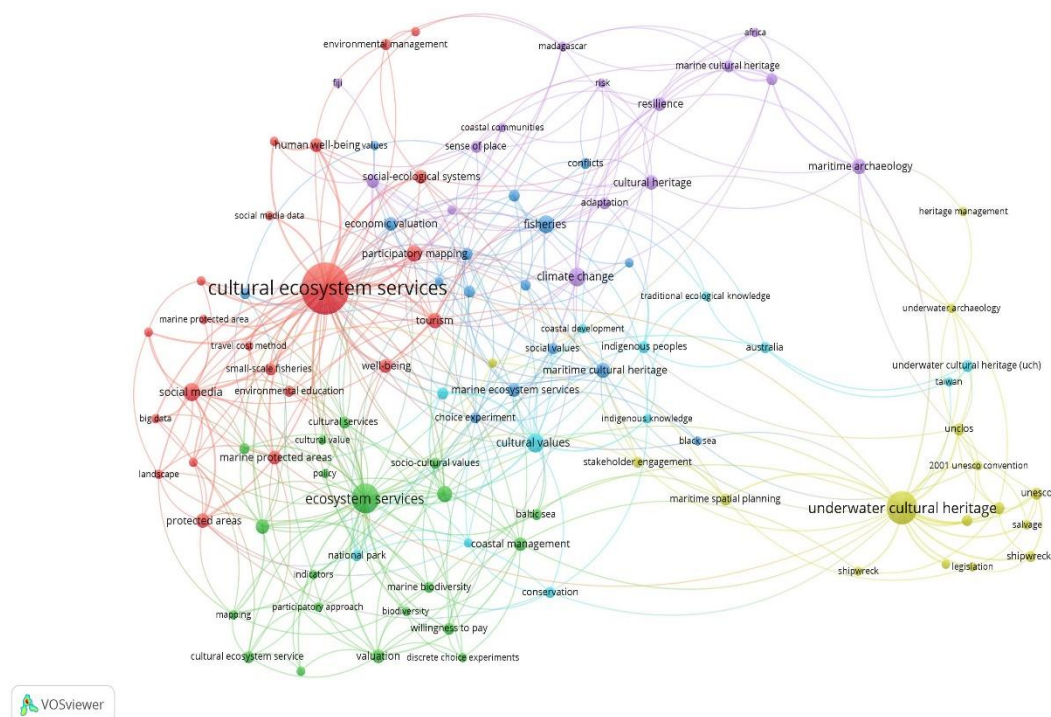 environmental management
africa
madagascar
marine cultural heritage
fiji
risk
resilience
coastal communities
human well-being
values
sense of place
conflicts
maritime archaeology
social-ecological systems
cultural heritage
social media data
adaptation
heritage management
economic valuation
fisheries
participatory mapping
climate change
cultural ecosystem services
traditional ecological knowledge
underwater archaeology
marine protected area
tourism
coastal development
travel cost method
social values
indigenous peoples
australia
small-scale fisheries
well-being
maritime cultural heritage
underwater cultural heritage (uch)
taiwan
social media
environmental education
marine ecosystem services
big data
cultural services
choice experiment
indigenous knowledge
unclos
cultural value
cultural values
black sea
marine protected areas
socio-cultural values
stakeholder engagement
2001 unesco convention
landscape
policy
ecosystem services
maritime spatial planning
unesco
underwater cultural heritage
protected areas
baltic sea
salvage
national park
coastal management
shipwreck
shipwreck
legislation
indicators
marine biodiversity
conservation
mapping
participatory approach
biodiversity
willingness to pay
cultural ecosystem service
valuation
discrete choice experiments
VOSviewer